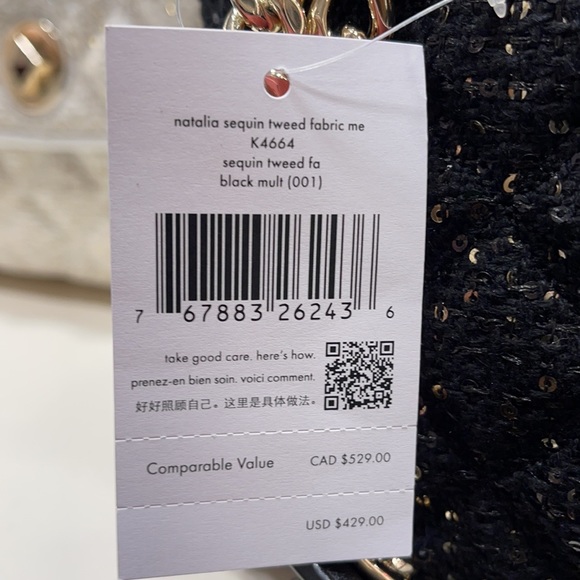 natalia sequin tweed fabric me
K4664
sequin tweed fa
black mult (001)
7 67883 26243 6
take good care. here's how.
prenez-en bien soin. voici comment.
好好照顾自己。这里是具体做法。
Comparable Value CAD $529.00
USD $429.00